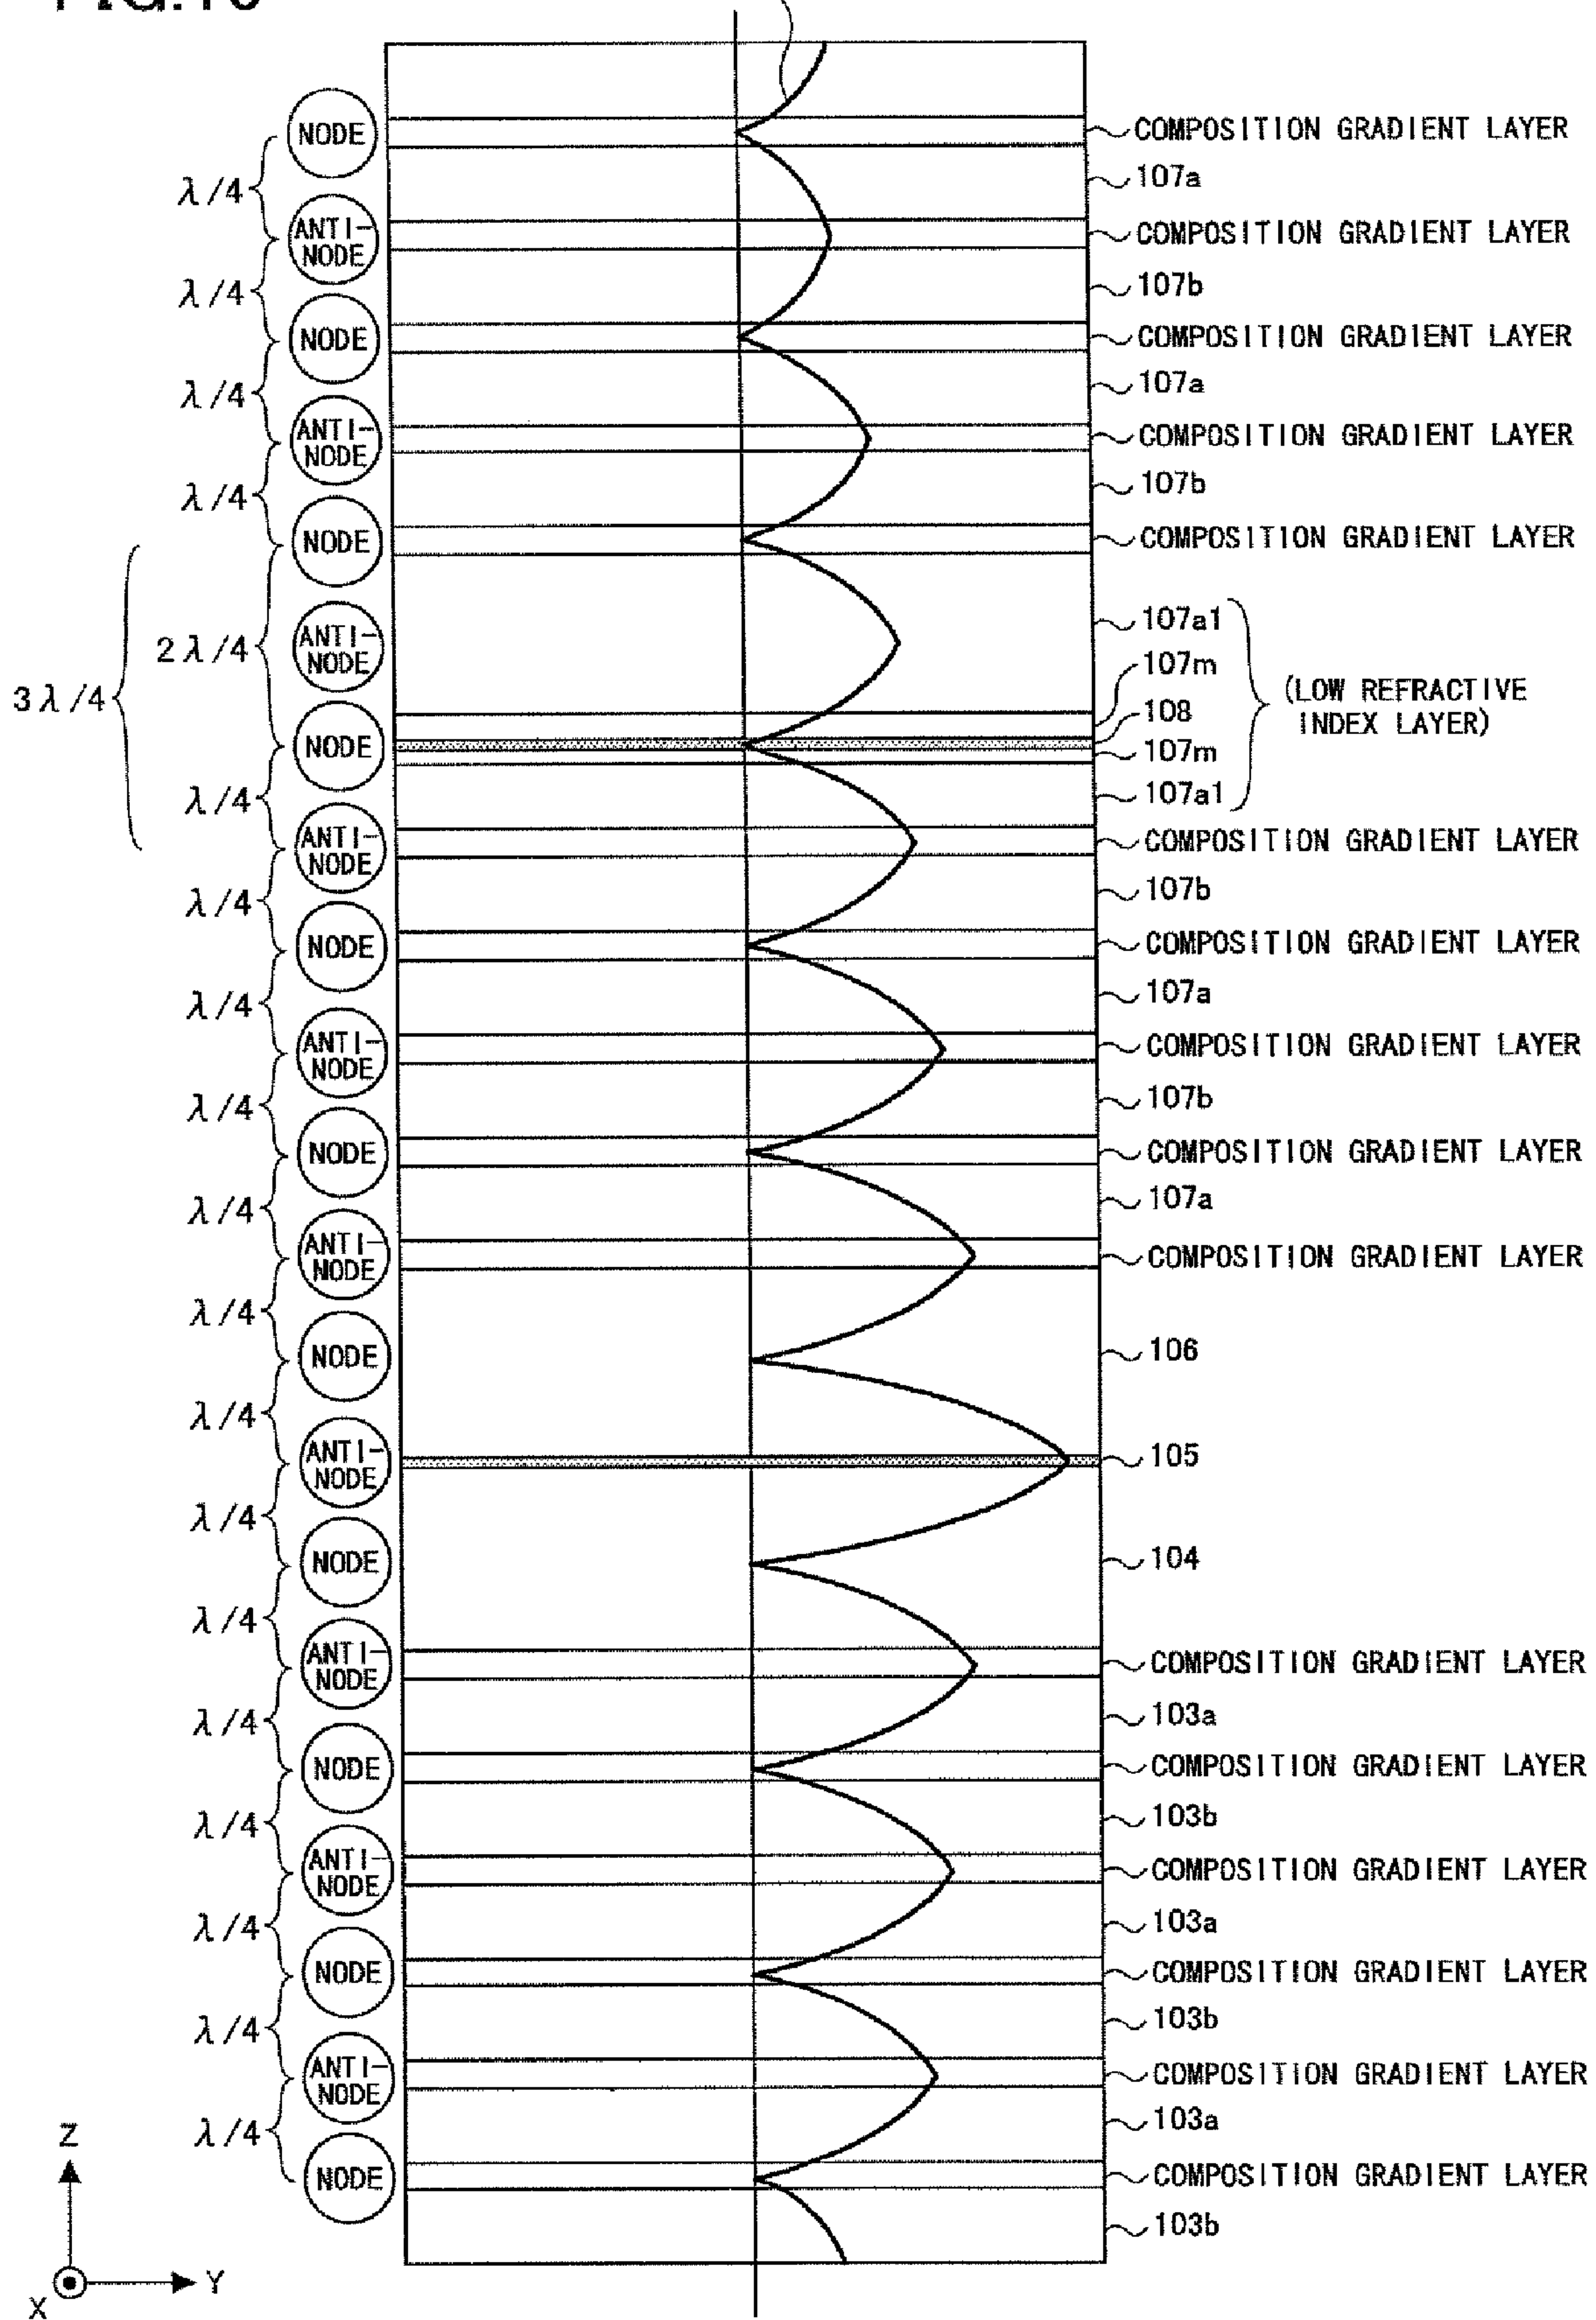 NODE
COMPOSITION GRADIENT LAYER
λ/4
107a
ANTI-
NODE
COMPOSITION GRADIENT LAYER
λ/4
107b
NODE
COMPOSITION GRADIENT LAYER
λ/4
107a
ANTI-
NODE
COMPOSITION GRADIENT LAYER
λ/4
107b
NODE
COMPOSITION GRADIENT LAYER
3λ/4
2λ/4
ANTI-
NODE
107a1
107m
108
107m
107a1
(LOW REFRACTIVE
INDEX LAYER)
NODE
λ/4
ANTI-
NODE
COMPOSITION GRADIENT LAYER
λ/4
107b
NODE
COMPOSITION GRADIENT LAYER
λ/4
107a
ANTI-
NODE
COMPOSITION GRADIENT LAYER
λ/4
107b
NODE
COMPOSITION GRADIENT LAYER
λ/4
107a
ANTI-
NODE
COMPOSITION GRADIENT LAYER
λ/4
NODE
106
λ/4
ANTI-
NODE
105
λ/4
NODE
104
λ/4
ANTI-
NODE
COMPOSITION GRADIENT LAYER
λ/4
103a
NODE
COMPOSITION GRADIENT LAYER
λ/4
103b
ANTI-
NODE
COMPOSITION GRADIENT LAYER
λ/4
103a
NODE
COMPOSITION GRADIENT LAYER
λ/4
103b
ANTI-
NODE
COMPOSITION GRADIENT LAYER
λ/4
103a
NODE
COMPOSITION GRADIENT LAYER
103b
Z
Y
X